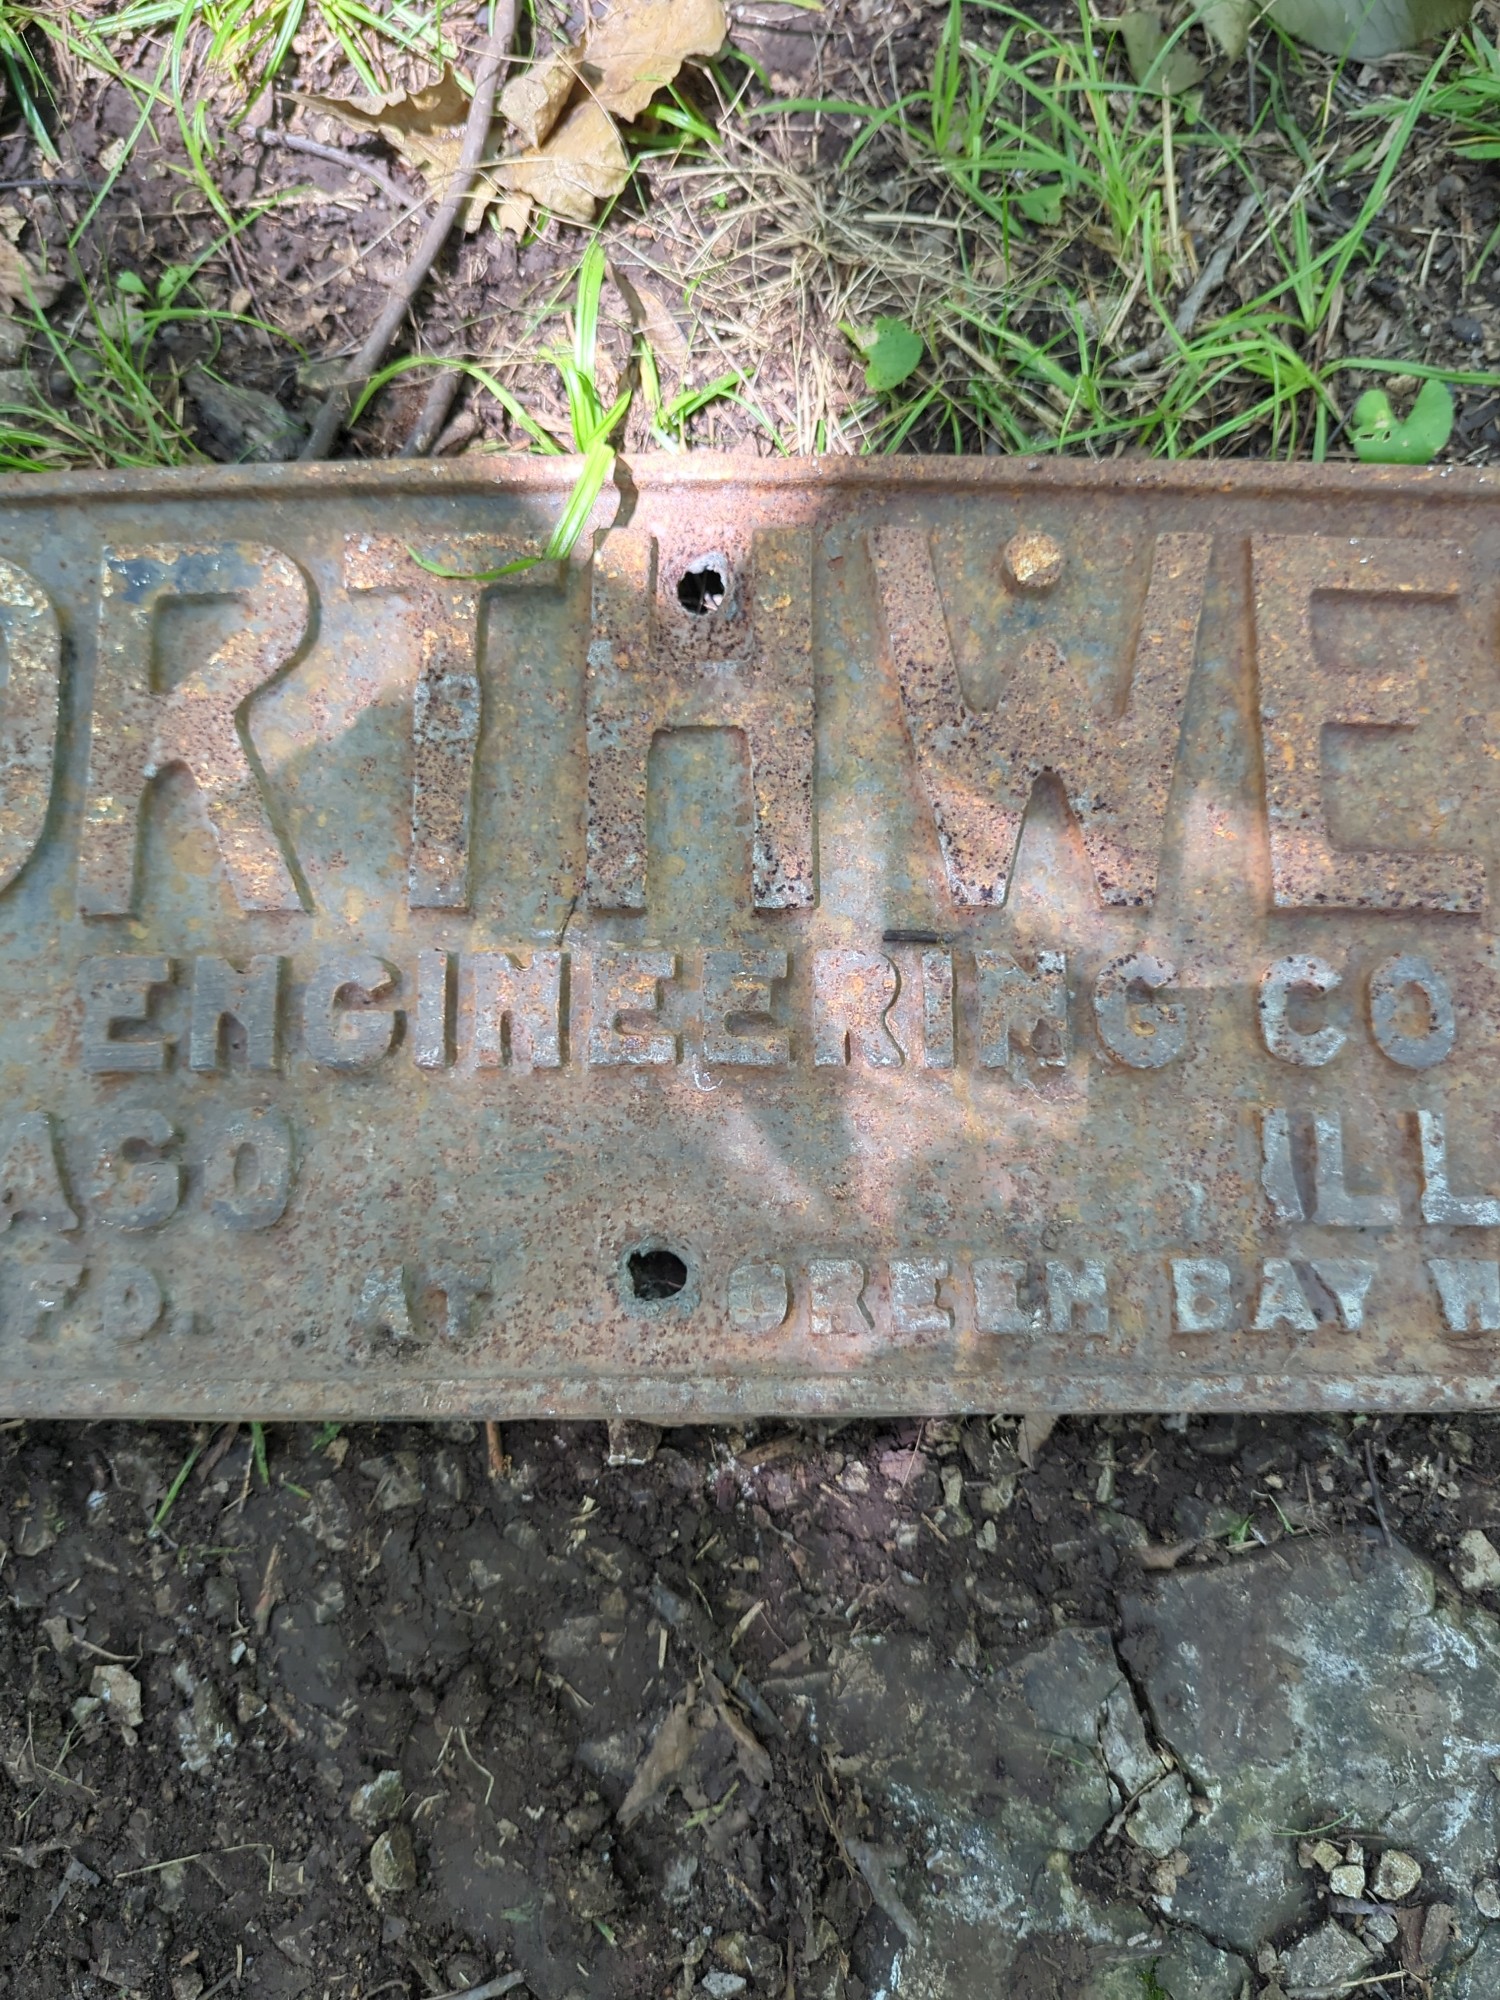 ORTHWE
ENGINEERING CO
AGO ILL
FD. AT GREEN BAY W